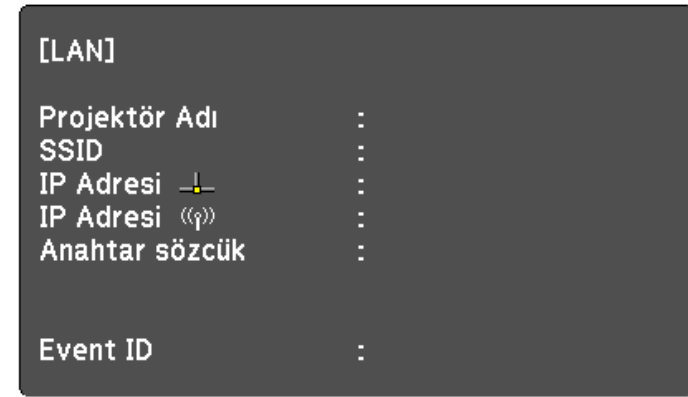 [LAN]
Projektör Adı :
SSID :
IP Adresi :
IP Adresi :
Anahtar sözcük :
Event ID :